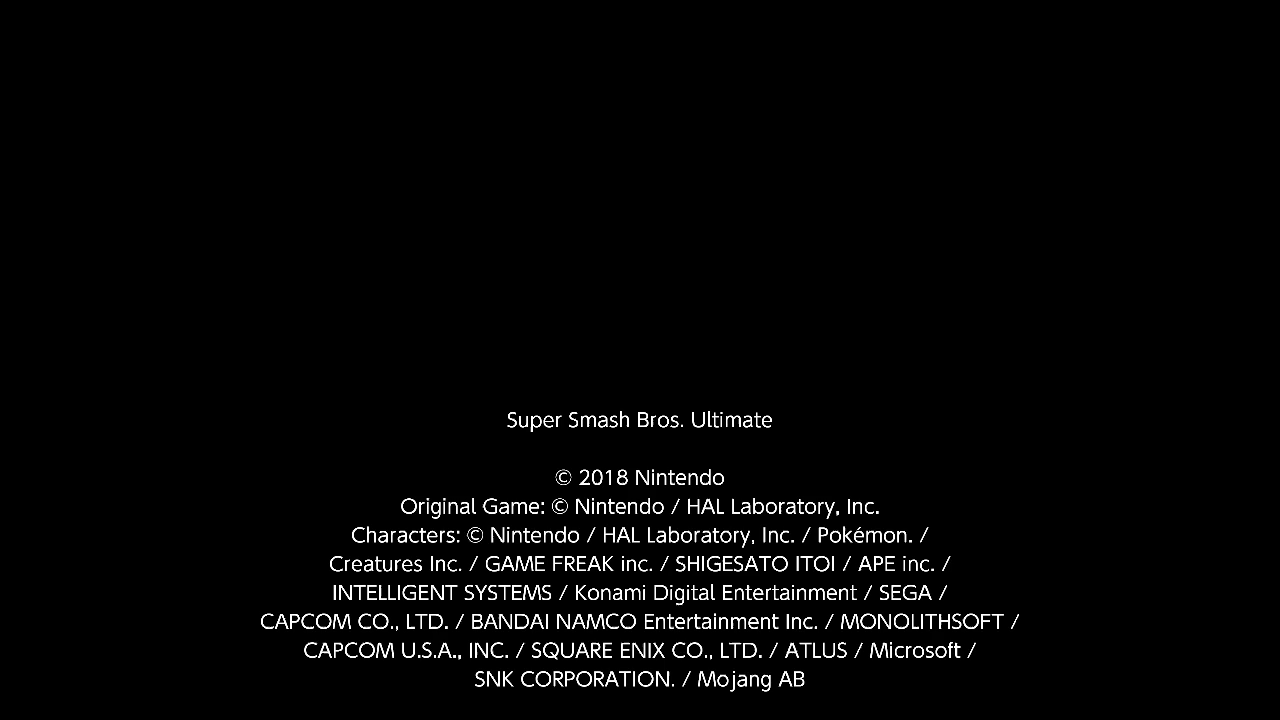 Super Smash Bros. Ultimate
© 2018 Nintendo
Original Game: © Nintendo / HAL Laboratory, Inc.
Characters: © Nintendo / HAL Laboratory, Inc. / Pokémon. /
Creatures Inc. / GAME FREAK inc. / SHIGESATO ITOI / APE inc. /
INTELLIGENT SYSTEMS / Konami Digital Entertainment / SEGA /
CAPCOM CO., LTD. / BANDAI NAMCO Entertainment Inc. / MONOLITHSOFT /
CAPCOM U.S.A., INC. / SQUARE ENIX CO., LTD. / ATLUS / Microsoft /
SNK CORPORATION. / Mojang AB